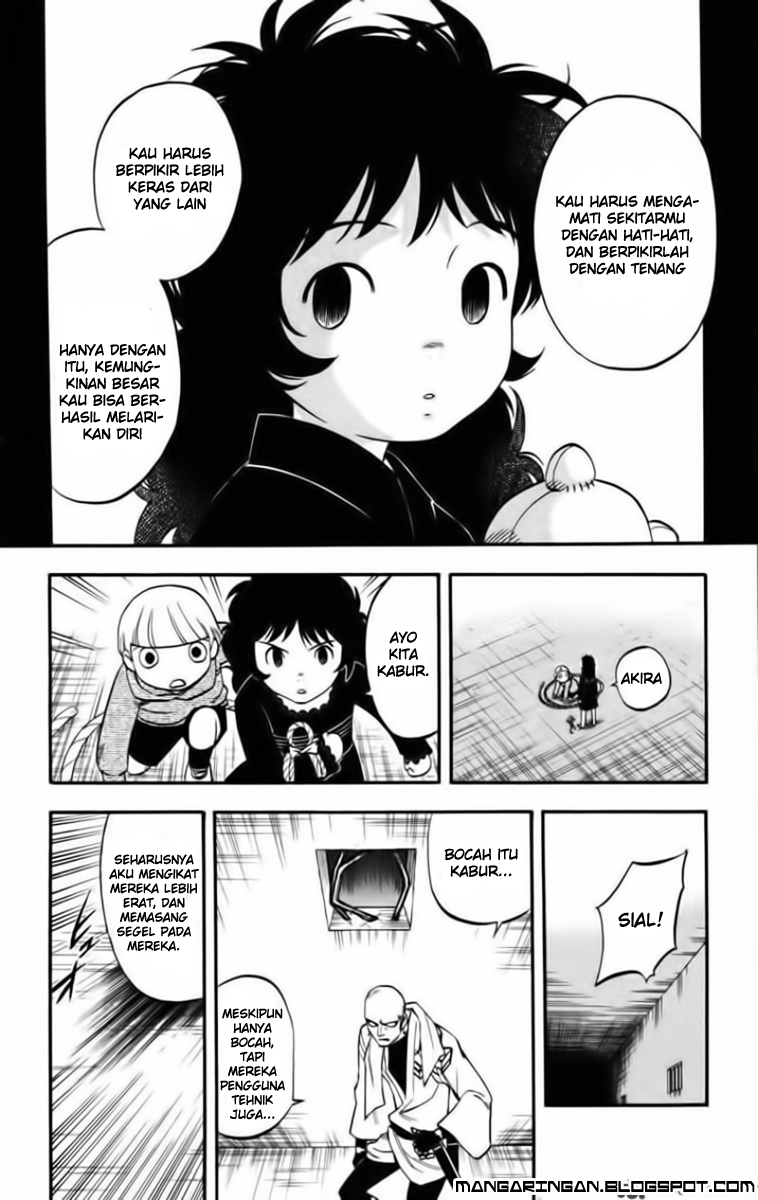 KAU HARUS MENGA-
MATI SEKITARMU
DENGAN HATI-HATI,
DAN BERPIKIRLAH
DENGAN TENANG
KAU HARUS
BERPIKIR LEBIH
KERAS DARI
YANG LAIN
HANYA DENGAN
ITU, KEMUNG-
KINAN BESAR
KAU BISA BER-
HASIL MELARI-
KAN DIRI
AKIRA
AYO
KITA
KABUR.
SIAL!
BOCAH ITU
KABUR...
MESKIPUN
HANYA
BOCAH,
TAPI
MEREKA
PENGGUNA
TEHNIK
JUGA...
SEHARUSNYA
AKU MENGIKAT
MEREKA LEBIH
ERAT, DAN
MEMASANG
SEGEL PADA
MEREKA.
MANGARINGAN.BLOGSPOT.COM